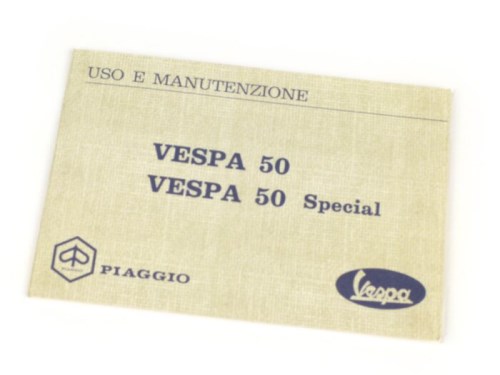 USO E MANUTENZIONE
VESPA 50
VESPA 50 Special
PIAGGIO
Vespa